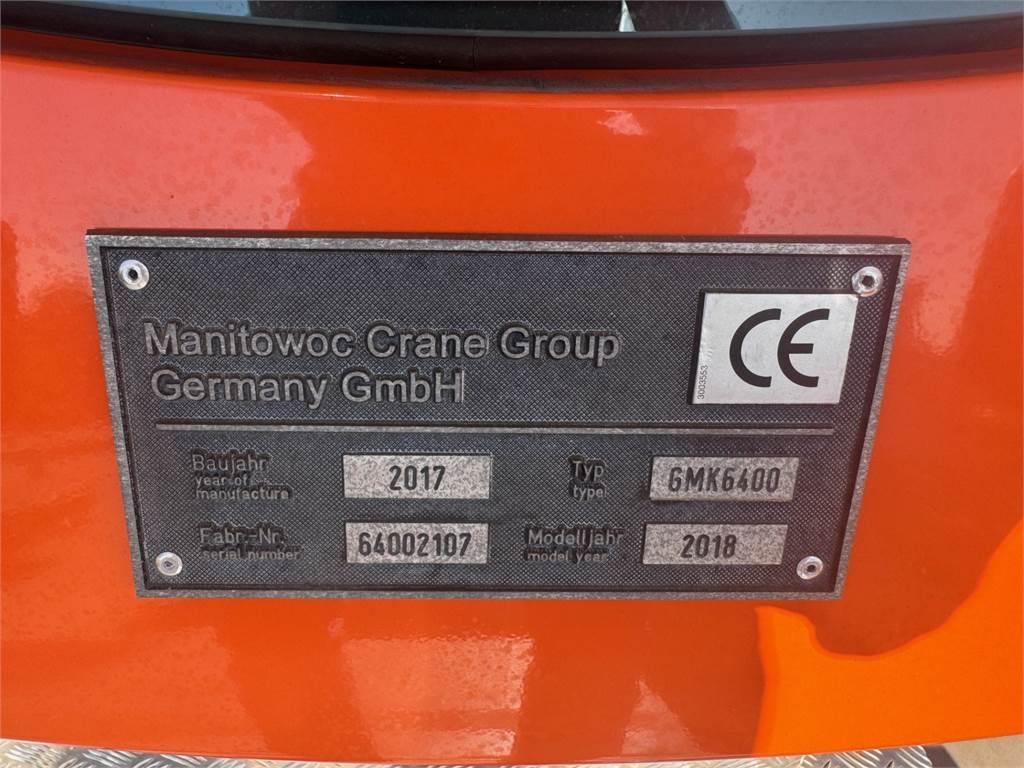 Manitowoc Crane Group
Germany GmbH
CE
3003553
Baujahr
year of
manufacture
2017
Typ
type
GMK6400
Fabr.-Nr.
serial number
64002107
Modelljahr
model year
2018